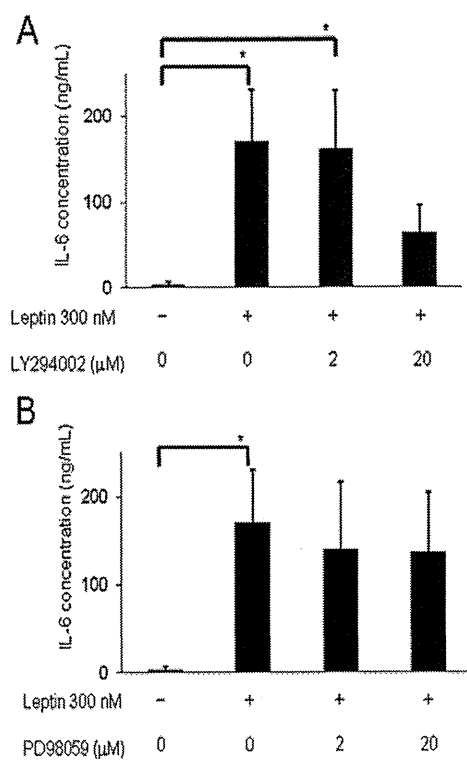 A
*
*
IL-6 concentration (ng/mL)
200
100
0
Leptin 300 nM − + + +
LY294002 (μM) 0 0 2 20
B
*
IL-6 concentration (ng/mL)
200
100
0
Leptin 300 nM − + + +
PD98059 (μM) 0 0 2 20